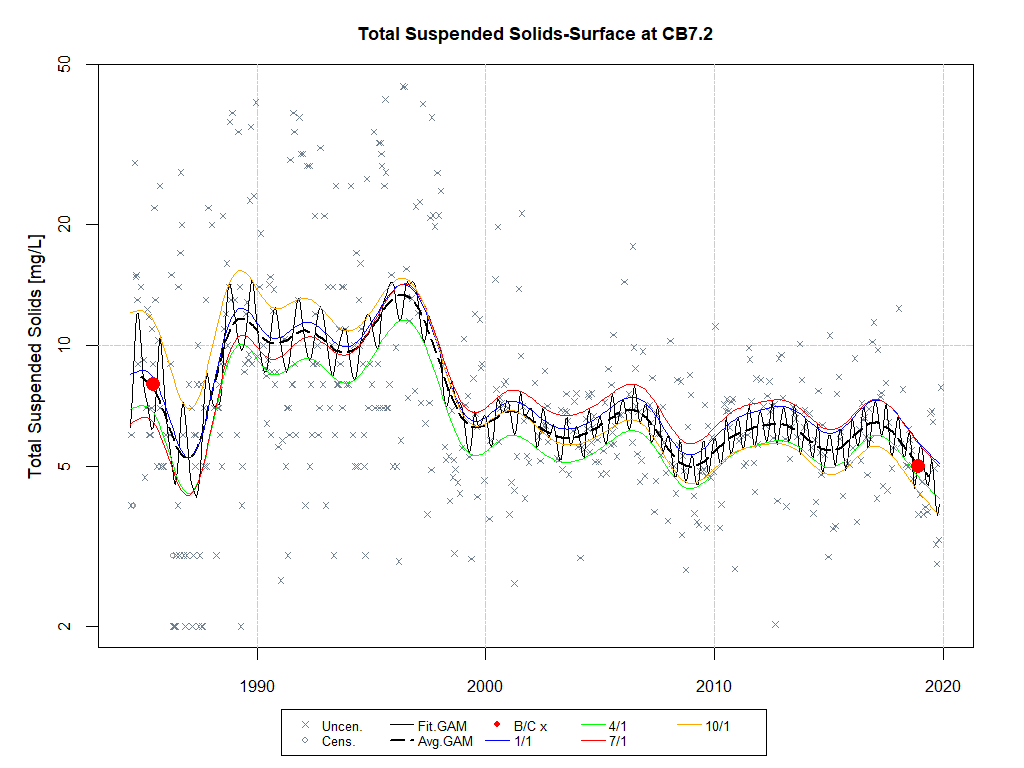 Total Suspended Solids-Surface at CB7.2
Total Suspended Solids [mg/L]
50
20
10
5
2
1990 2000 2010 2020
Uncen. Fit.GAM B/C x 4/1 10/1
Cens. Avg.GAM 1/1 7/1